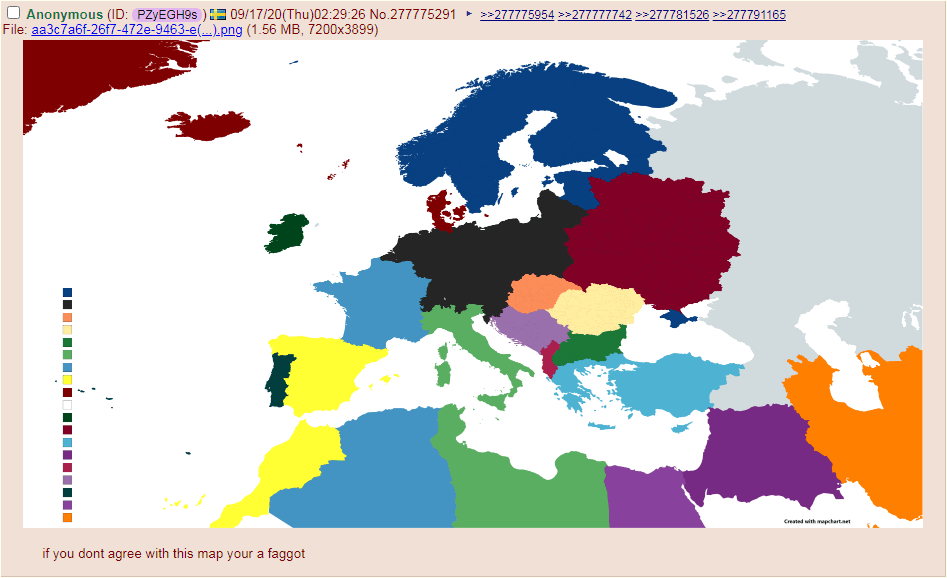 Anonymous (ID: PZyEGH9s) 09/17/20(Thu)02:29:26 No.277775291 ▸ >>277775954 >>277777742 >>277781526 >>277791165
File: aa3c7a6f-26f7-472e-9463-e(...).png (1.56 MB, 7200x3899)
Created with mapchart.net
if you dont agree with this map your a faggot